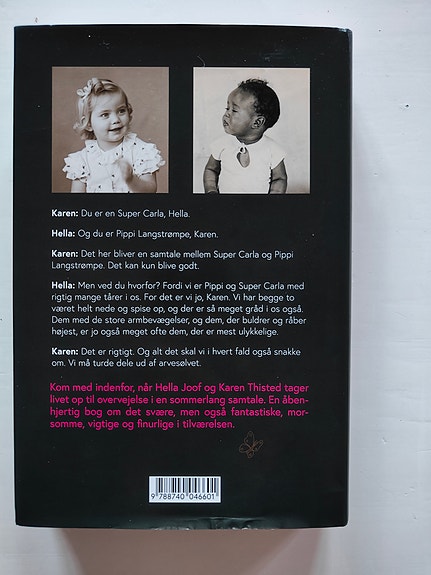 Karen: Du er en Super Carla, Hella.
Hella: Og du er Pippi Langstrømpe, Karen.
Karen: Det her bliver en samtale mellem Super Carla og Pippi
Langstrømpe. Det kan kun blive godt.
Hella: Men ved du hvorfor? Fordi vi er Pippi og Super Carla med
rigtig mange tårer i os. For det er vi jo, Karen. Vi har begge to
været helt nede og spise op, og der er så meget gråd i os også.
Dem med de store armbevægelser, og dem, der buldrer og råber
højest, er jo også meget ofte dem, der er mest ulykkelige.
Karen: Det er rigtigt. Og alt det skal vi i hvert fald også snakke
om. Vi må turde dele ud af arvesølvet.
Kom med indenfor, når Hella Joof og Karen Thisted tager
livet op til overvejelse i en sommerlang samtale. En åben-
hjertig bog om det svære, men også fantastiske, mor-
somme, vigtige og finurlige i tilværelsen.
9 788740 046601